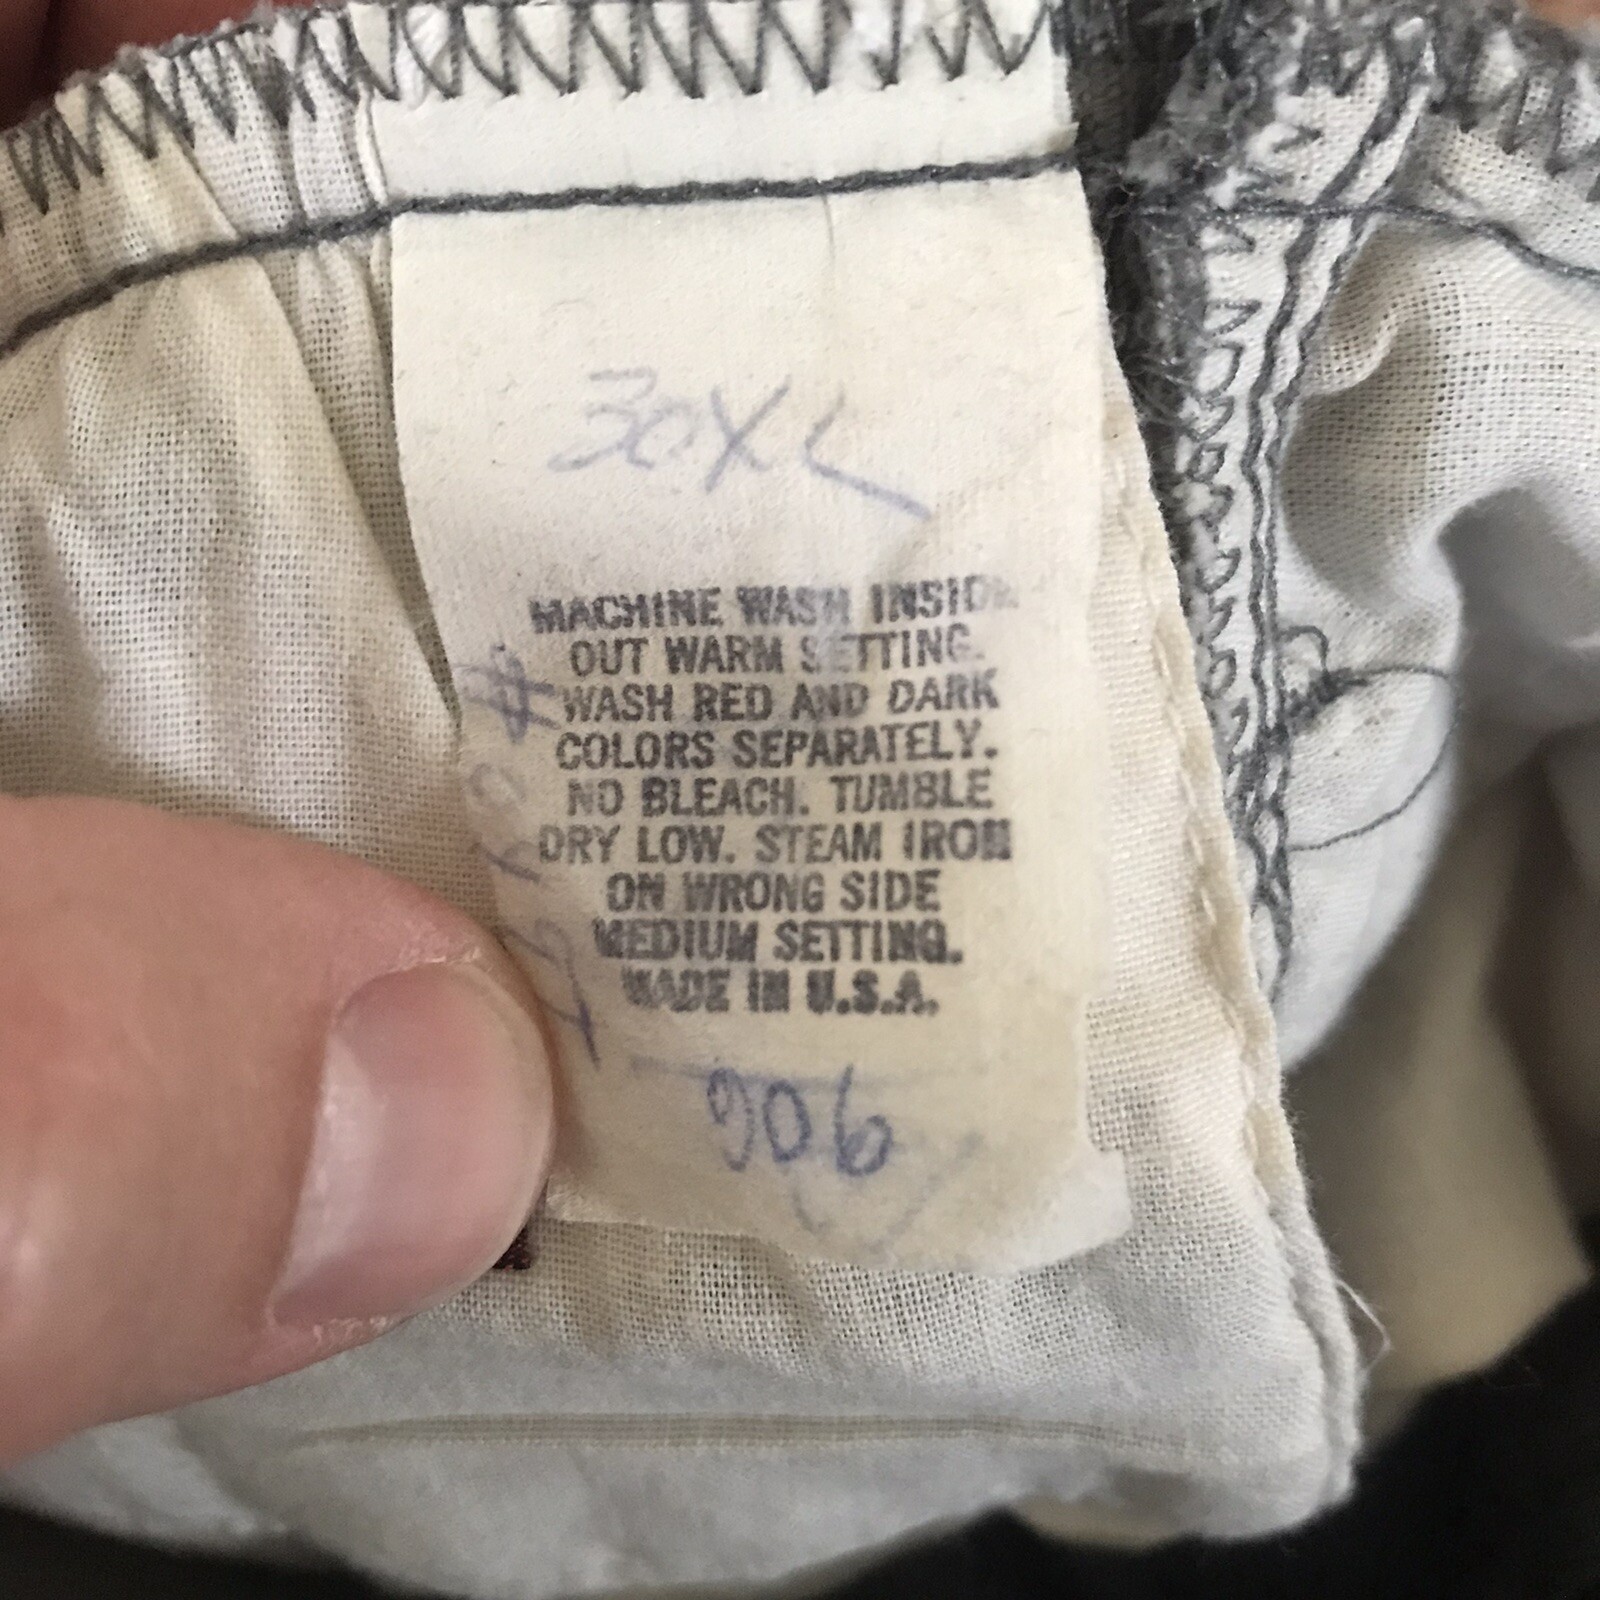 30XL
MACHINE WASH INSIDE
OUT WARM SETTING.
WASH RED AND DARK
COLORS SEPARATELY.
NO BLEACH. TUMBLE
DRY LOW. STEAM IRON
ON WRONG SIDE
MEDIUM SETTING.
MADE IN U.S.A.
906